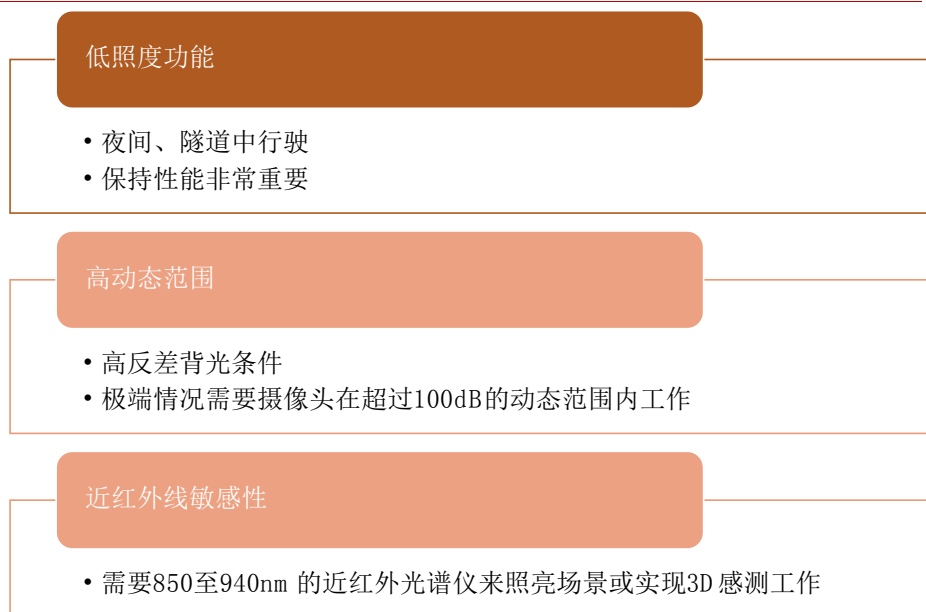 低照度功能
•夜间、隧道中行驶
•保持性能非常重要
高动态范围
•高反差背光条件
•极端情况需要摄像头在超过100dB的动态范围内工作
近红外线敏感性
•需要850至940nm 的近红外光谱仪来照亮场景或实现3D 感测工作